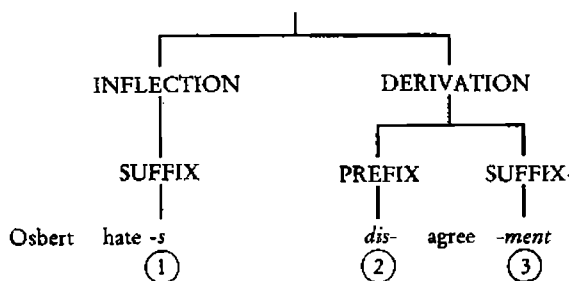 INFLECTION DERIVATION
SUFFIX PREFIX SUFFIX
Osbert hate -s dis- agree -ment
1 2 3